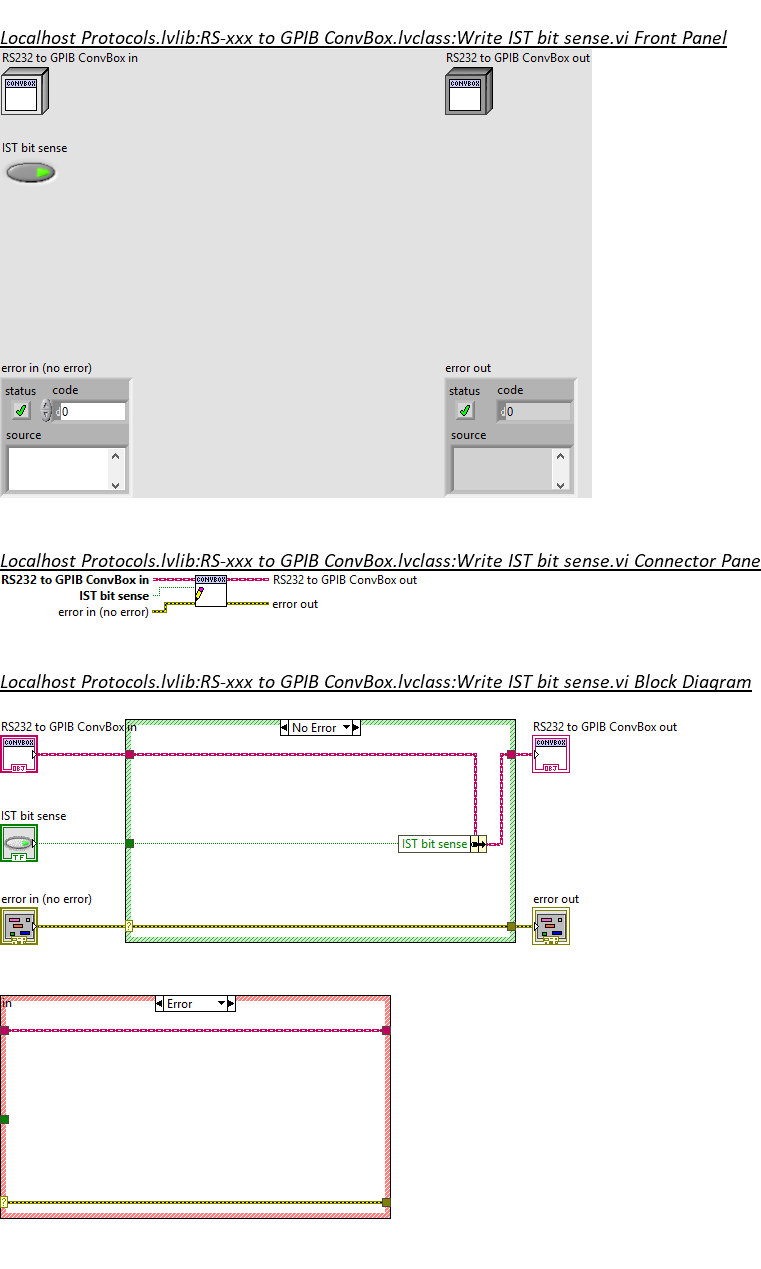 Localhost Protocols.lvlib:RS-xxx to GPIB ConvBox.lvclass:Write IST bit sense.vi Front Panel
RS232 to GPIB ConvBox in
RS232 to GPIB ConvBox out
CONVBOX
CONVBOX
IST bit sense
error in (no error)
error out
status code
status code
d 0
d 0
source
source
Localhost Protocols.lvlib:RS-xxx to GPIB ConvBox.lvclass:Write IST bit sense.vi Connector Pane
RS232 to GPIB ConvBox in
CONVBOX
RS232 to GPIB ConvBox out
IST bit sense
error in (no error)
error out
Localhost Protocols.lvlib:RS-xxx to GPIB ConvBox.lvclass:Write IST bit sense.vi Block Diagram
RS232 to GPIB ConvBox in
No Error
RS232 to GPIB ConvBox out
CONVBOX
OBJ
CONVBOX
OBJ
IST bit sense
TF
IST bit sense
error in (no error)
error out
?
in
Error
?